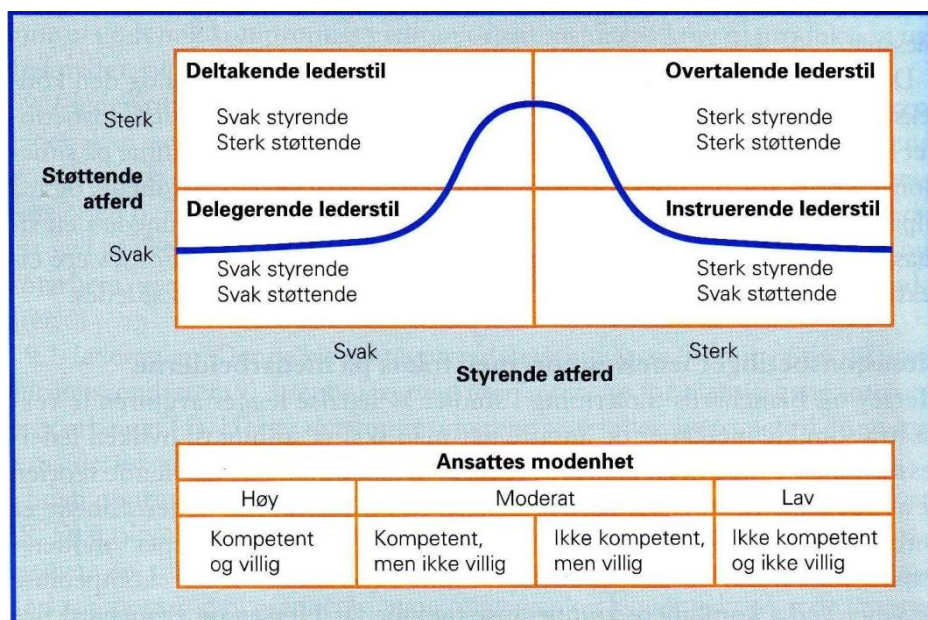 Deltakende lederstil
Overtalende lederstil
Sterk
Svak styrende
Sterk støttende
Sterk styrende
Sterk støttende
Støttende
atferd
Delegerende lederstil
Instruerende lederstil
Svak
Svak styrende
Svak støttende
Sterk styrende
Svak støttende
Svak
Sterk
Styrende atferd
Ansattes modenhet
Høy
Moderat
Lav
Kompetent
og villig
Kompetent,
men ikke villig
Ikke kompetent,
men villig
Ikke kompetent
og ikke villig